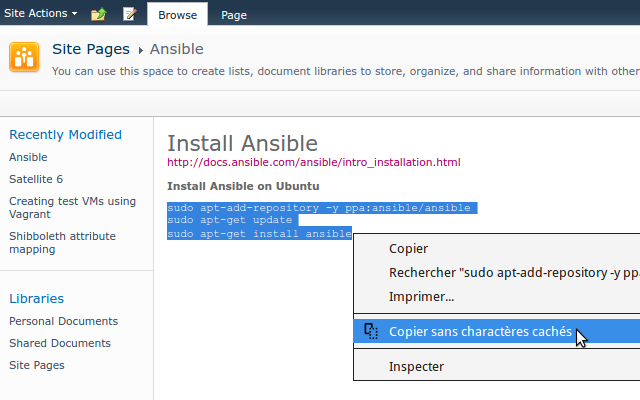 Site Actions
Browse
Page
Site Pages
Ansible
You can use this space to create lists, document libraries to store, organize, and share information with other
Recently Modified
Ansible
Satellite 6
Creating test VMs using
Vagrant
Shibboleth attribute
mapping
Libraries
Personal Documents
Shared Documents
Site Pages
Install Ansible
http://docs.ansible.com/ansible/intro_installation.html
Install Ansible on Ubuntu
sudo apt-add-repository -y ppa:ansible/ansible
sudo apt-get update
sudo apt-get install ansible
Copier
Rechercher "sudo apt-add-repository -y ppa
Imprimer...
Copier sans charactères cachés
Inspecter